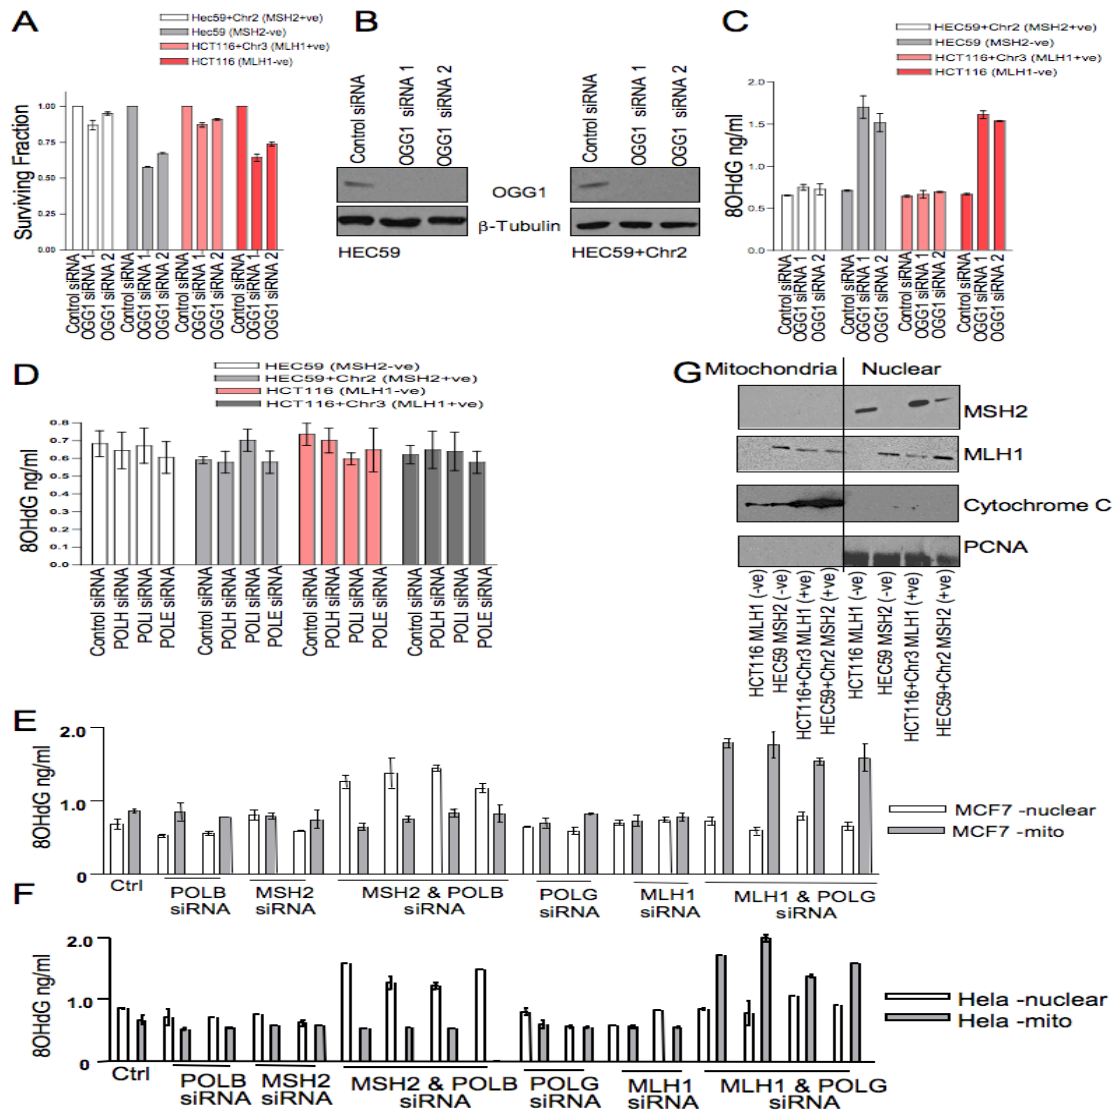 A
Hec59+Chr2 (MSH2+ve)
Hec59 (MSH2-ve)
HCT116+Chr3 (MLH1+ve)
HCT116 (MLH1-ve)
Surviving Fraction
1.00
0.75
0.50
0.25
0.00
Control siRNA
OGG1 siRNA 1
OGG1 siRNA 2
Control siRNA
OGG1 siRNA 1
OGG1 siRNA 2
Control siRNA
OGG1 siRNA 1
OGG1 siRNA 2
Control siRNA
OGG1 siRNA 1
OGG1 siRNA 2
B
Control siRNA
OGG1 siRNA 1
OGG1 siRNA 2
Control siRNA
OGG1 siRNA 1
OGG1 siRNA 2
OGG1
β-Tubulin
HEC59
HEC59+Chr2
C
HEC59+Chr2 (MSH2+ve)
HEC59 (MSH2-ve)
HCT116+Chr3 (MLH1+ve)
HCT116 (MLH1-ve)
8OHdG ng/ml
2.0
1.5
1.0
0.5
0.0
Control siRNA
OGG1 siRNA 1
OGG1 siRNA 2
Control siRNA
OGG1 siRNA 1
OGG1 siRNA 2
Control siRNA
OGG1 siRNA 1
OGG1 siRNA 2
Control siRNA
OGG1 siRNA 1
OGG1 siRNA 2
D
HEC59 (MSH2-ve)
HEC59+Chr2 (MSH2+ve)
HCT116 (MLH1-ve)
HCT116+Chr3 (MLH1+ve)
8OHdG ng/ml
0.8
0.7
0.6
0.5
0.4
0.3
0.2
0.1
0.0
Control siRNA
POLH siRNA
POLI siRNA
POLE siRNA
Control siRNA
POLH siRNA
POLI siRNA
POLE siRNA
Control siRNA
POLH siRNA
POLI siRNA
POLE siRNA
Control siRNA
POLH siRNA
POLI siRNA
POLE siRNA
G
Mitochondria
Nuclear
MSH2
MLH1
Cytochrome C
PCNA
HCT116 MLH1 (-ve)
HEC59 MSH2 (-ve)
HCT116+Chr3 MLH1 (+ve)
HEC59+Chr2 MSH2 (+ve)
HCT116 MLH1 (-ve)
HEC59 MSH2 (-ve)
HCT116+Chr3 MLH1 (+ve)
HEC59+Chr2 MSH2 (+ve)
E
8OHdG ng/ml
2.0
1.0
0
Ctrl
POLB
siRNA
MSH2
siRNA
MSH2 & POLB
siRNA
POLG
siRNA
MLH1
siRNA
MLH1 & POLG
siRNA
MCF7 -nuclear
MCF7 -mito
F
8OHdG ng/ml
2.0
1.0
0
Ctrl
POLB
siRNA
MSH2
siRNA
MSH2 & POLB
siRNA
POLG
siRNA
MLH1
siRNA
MLH1 & POLG
siRNA
Hela -nuclear
Hela -mito